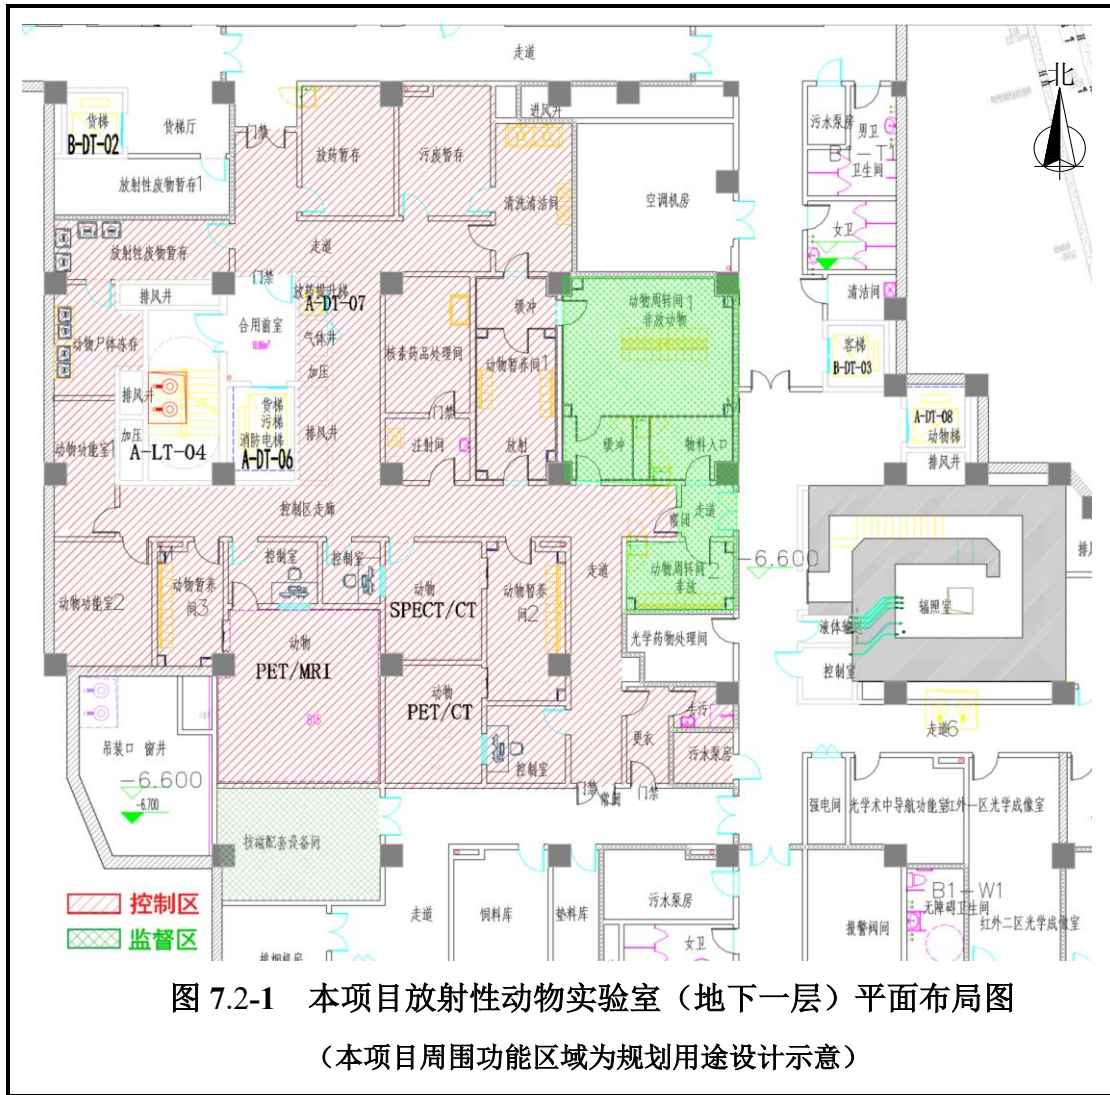 走道
北
进风井
货梯
货梯厅
B-DT-02
门禁
放药暂存
污废暂存
污水泵房
男卫
B1-T1
卫生间
放射性废物暂存1
清洗清洁间
空调机房
女卫
放射性废物暂存
走道
门禁
排风井
A-DT-07
缓冲
动物周转间1
非放动物
清洁间
合用前室
气体井
动物尸体冻存
核素药品处理间
动物暂养间1
客梯
B-DT-03
加压
排风井
货梯
污梯
消防电梯
A-DT-06
门禁
A-DT-08
动物梯
加压
A-LT-04
动物功能室1
排风井
注射间
放射
缓冲
物料入口
排风井
控制区走廊
常闭
走道
控制室
控制室
-6.600
动物功能室2
动物暂养
间3
动物
SPECT/CT
动物暂养
间2
走道
动物周转间2
非放
辐照室
动物
PET/MRI
光学药物处理间
控制室
动物
PET/CT
815
去污
更衣
污水泵房
走道6
吊装口 窗井
-6.600
-6.700
控制室
门禁
常闭
门禁
强电间
光学术中导航功能室
红外一区光学成像室
核磁配套设备间
控制区
监督区
走道
饲料库
垫料库
污水泵房
女卫
报警阀间
B1-W1
无障碍卫生间
红外二区光学成像室
图 7.2-1 本项目放射性动物实验室（地下一层）平面布局图
（本项目周围功能区域为规划用途设计示意）